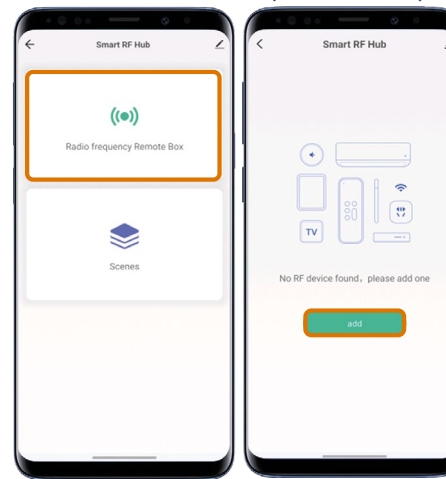 Smart RF Hub
Radio frequency Remote Box
Scenes
Smart RF Hub
TV
No RF device found，please add one
add